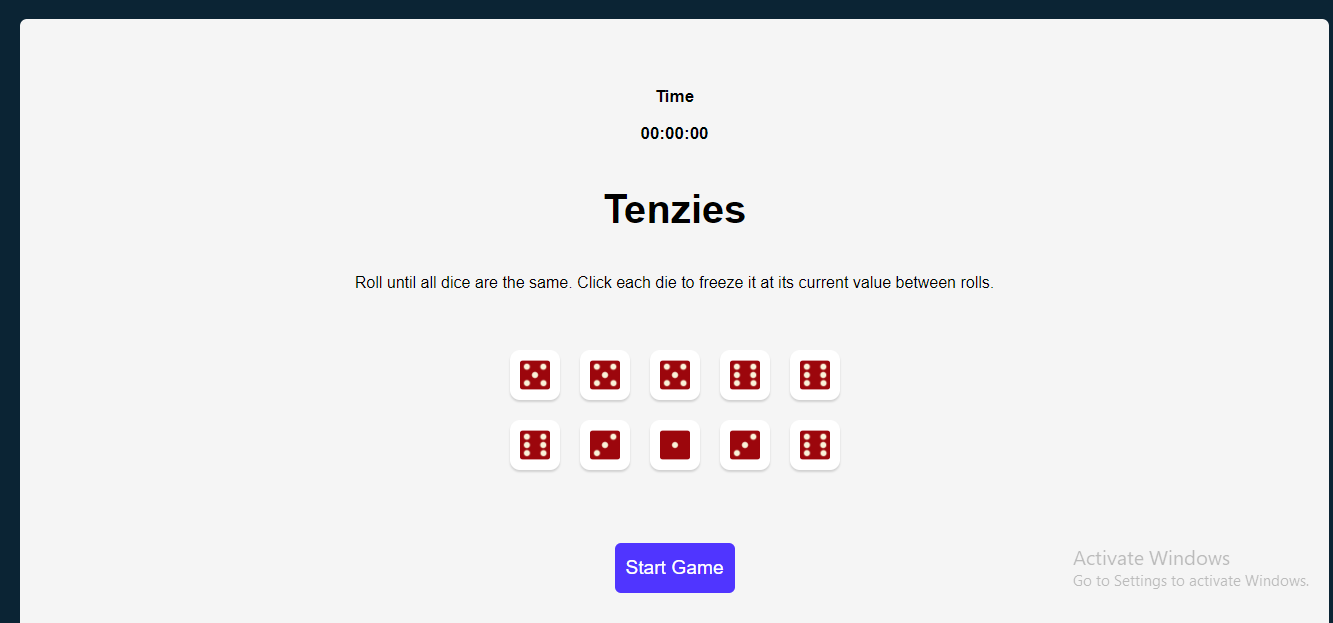 Time
00:00:00
Tenzies
Roll until all dice are the same. Click each die to freeze it at its current value between rolls.
Start Game
Activate Windows
Go to Settings to activate Windows.